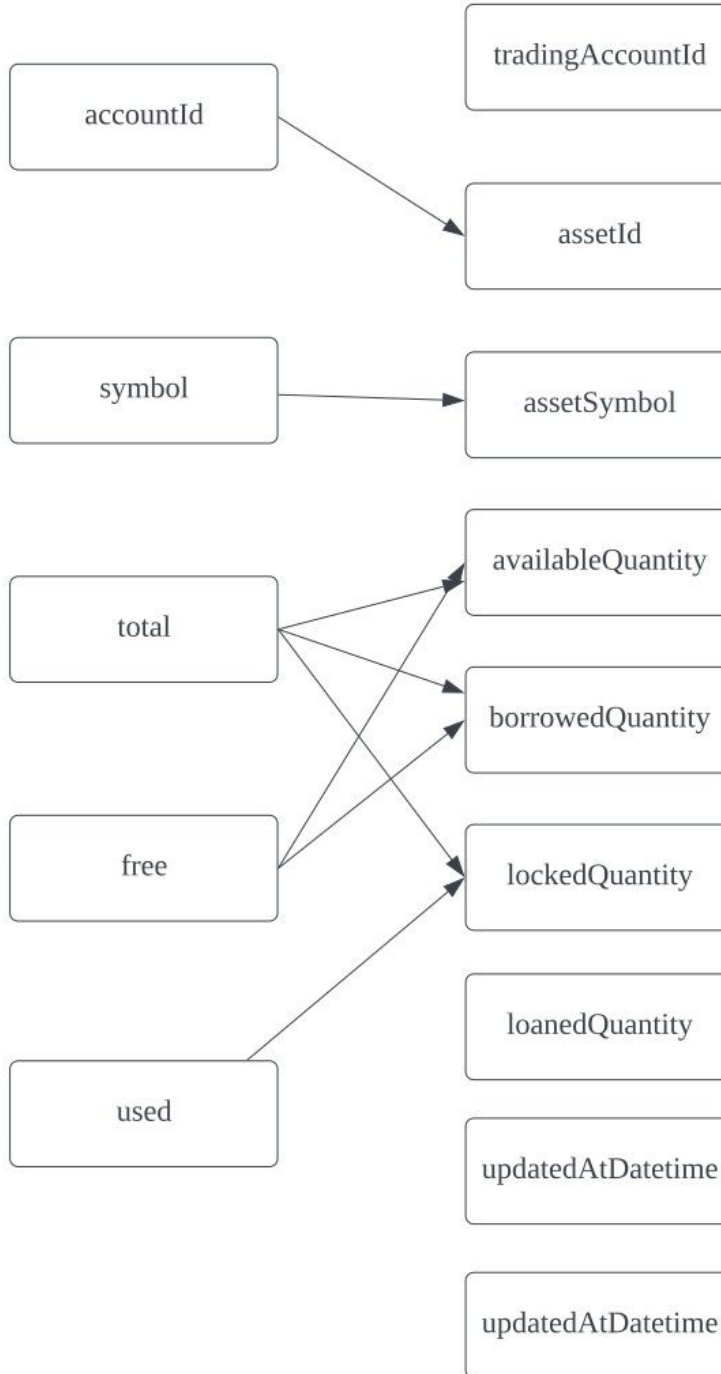 accountId
symbol
total
free
used
tradingAccountId
assetId
assetSymbol
availableQuantity
borrowedQuantity
lockedQuantity
loanedQuantity
updatedAtDatetime
updatedAtDatetime